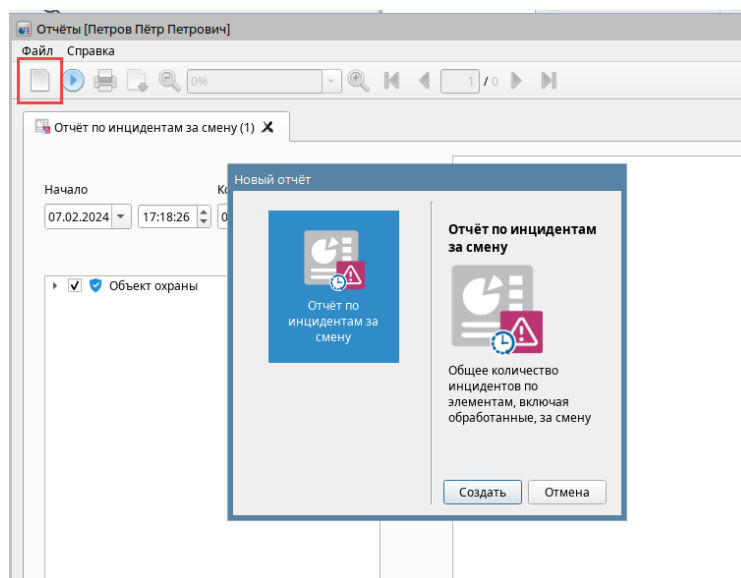 Отчёты [Петров Пётр Петрович]
Файл Справка
0% 1 / 0
Отчёт по инцидентам за смену (1) X
Новый отчёт
Начало
07.02.2024 17:18:26
Объект охраны
Отчёт по
инцидентам за
смену
Отчёт по инцидентам
за смену
Общее количество
инцидентов по
элементам, включая
обработанные, за смену
Создать Отмена